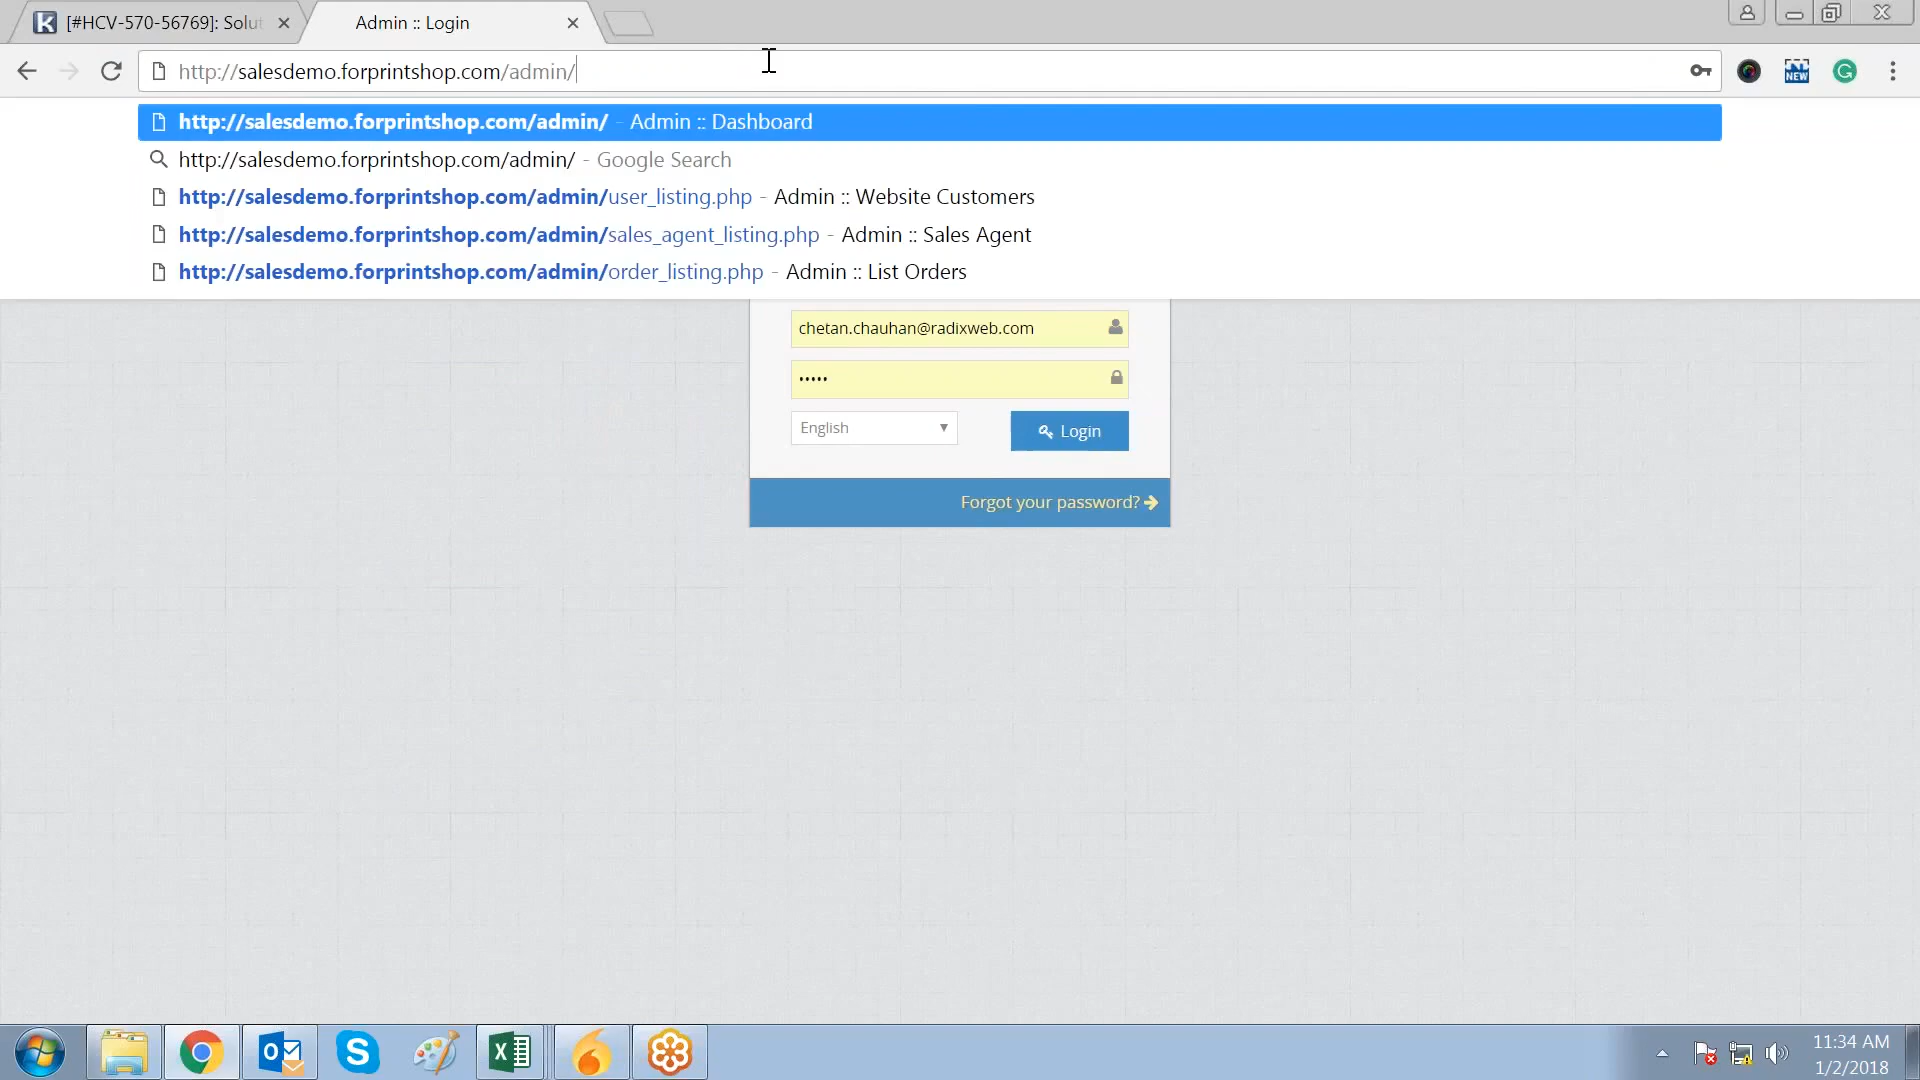 [#HCV-570-56769]: Solut
Admin :: Login
http://salesdemo.forprintshop.com/admin/
NEW
http://salesdemo.forprintshop.com/admin/ - Admin :: Dashboard
http://salesdemo.forprintshop.com/admin/ - Google Search
http://salesdemo.forprintshop.com/admin/user_listing.php - Admin :: Website Customers
http://salesdemo.forprintshop.com/admin/sales_agent_listing.php - Admin :: Sales Agent
http://salesdemo.forprintshop.com/admin/order_listing.php - Admin :: List Orders
chetan.chauhan@radixweb.com
•••••
English
Login
Forgot your password?
11:34 AM
1/2/2018